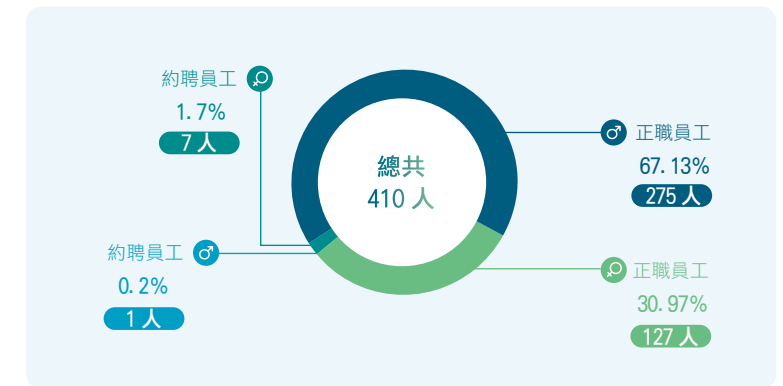 約聘員工
1.7%
7 人
正職員工
67.13%
275 人
總共
410 人
約聘員工
0.2%
1 人
正職員工
30.97%
127 人